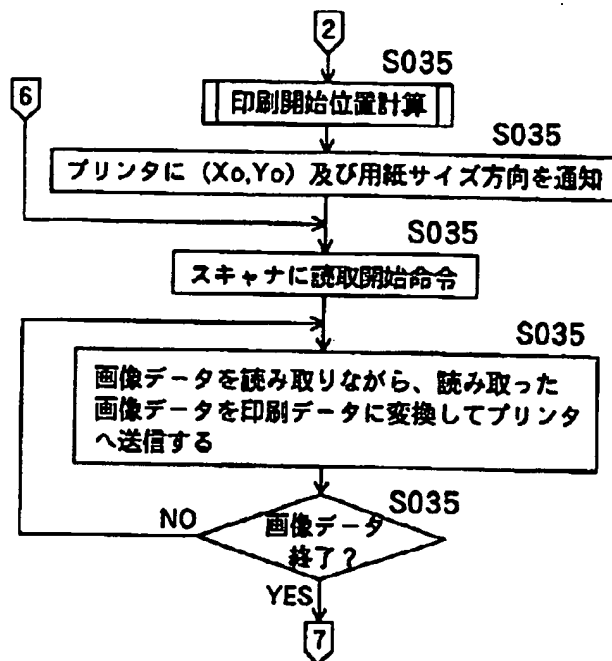 2
S035
6
印刷開始位置計算
S035
プリンタに (Xo,Yo) 及び用紙サイズ方向を通知
S035
スキャナに読取開始命令
S035
画像データを読み取りながら、読み取った
画像データを印刷データに変換してプリンタ
へ送信する
S035
NO
画像データ
終了?
YES
7